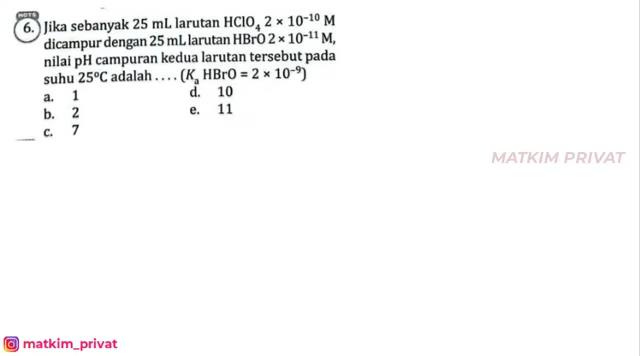 HOTS
6. Jika sebanyak 25 mL larutan HClO₄ 2 × 10⁻¹⁰ M
dicampur dengan 25 mL larutan HBrO 2 × 10⁻¹¹ M,
nilai pH campuran kedua larutan tersebut pada
suhu 25°C adalah .... (Kₐ HBrO = 2 × 10⁻⁹)
a. 1
b. 2
c. 7
d. 10
e. 11
MATKIM PRIVAT
matkim_privat